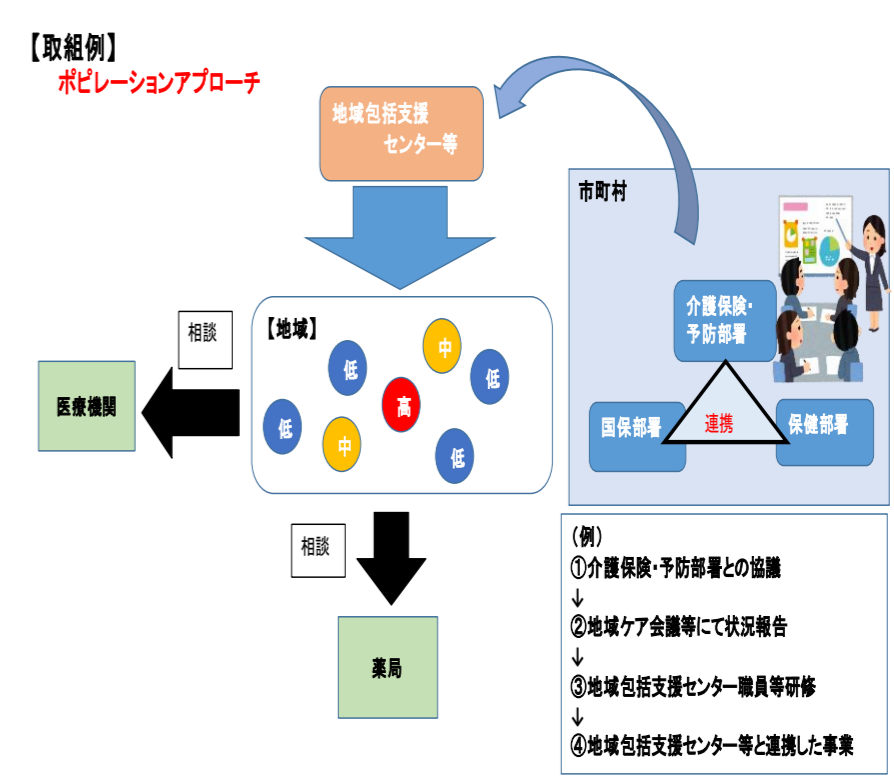 【取組例】
ポピレーションアプローチ
地域包括支援
センター等
市町村
介護保険・
予防部署
国保部署
連携
保健部署
【地域】
低
中
低
高
低
中
低
相談
医療機関
相談
薬局
（例）
①介護保険・予防部署との協議
↓
②地域ケア会議等にて状況報告
↓
③地域包括支援センター職員等研修
↓
④地域包括支援センター等と連携した事業